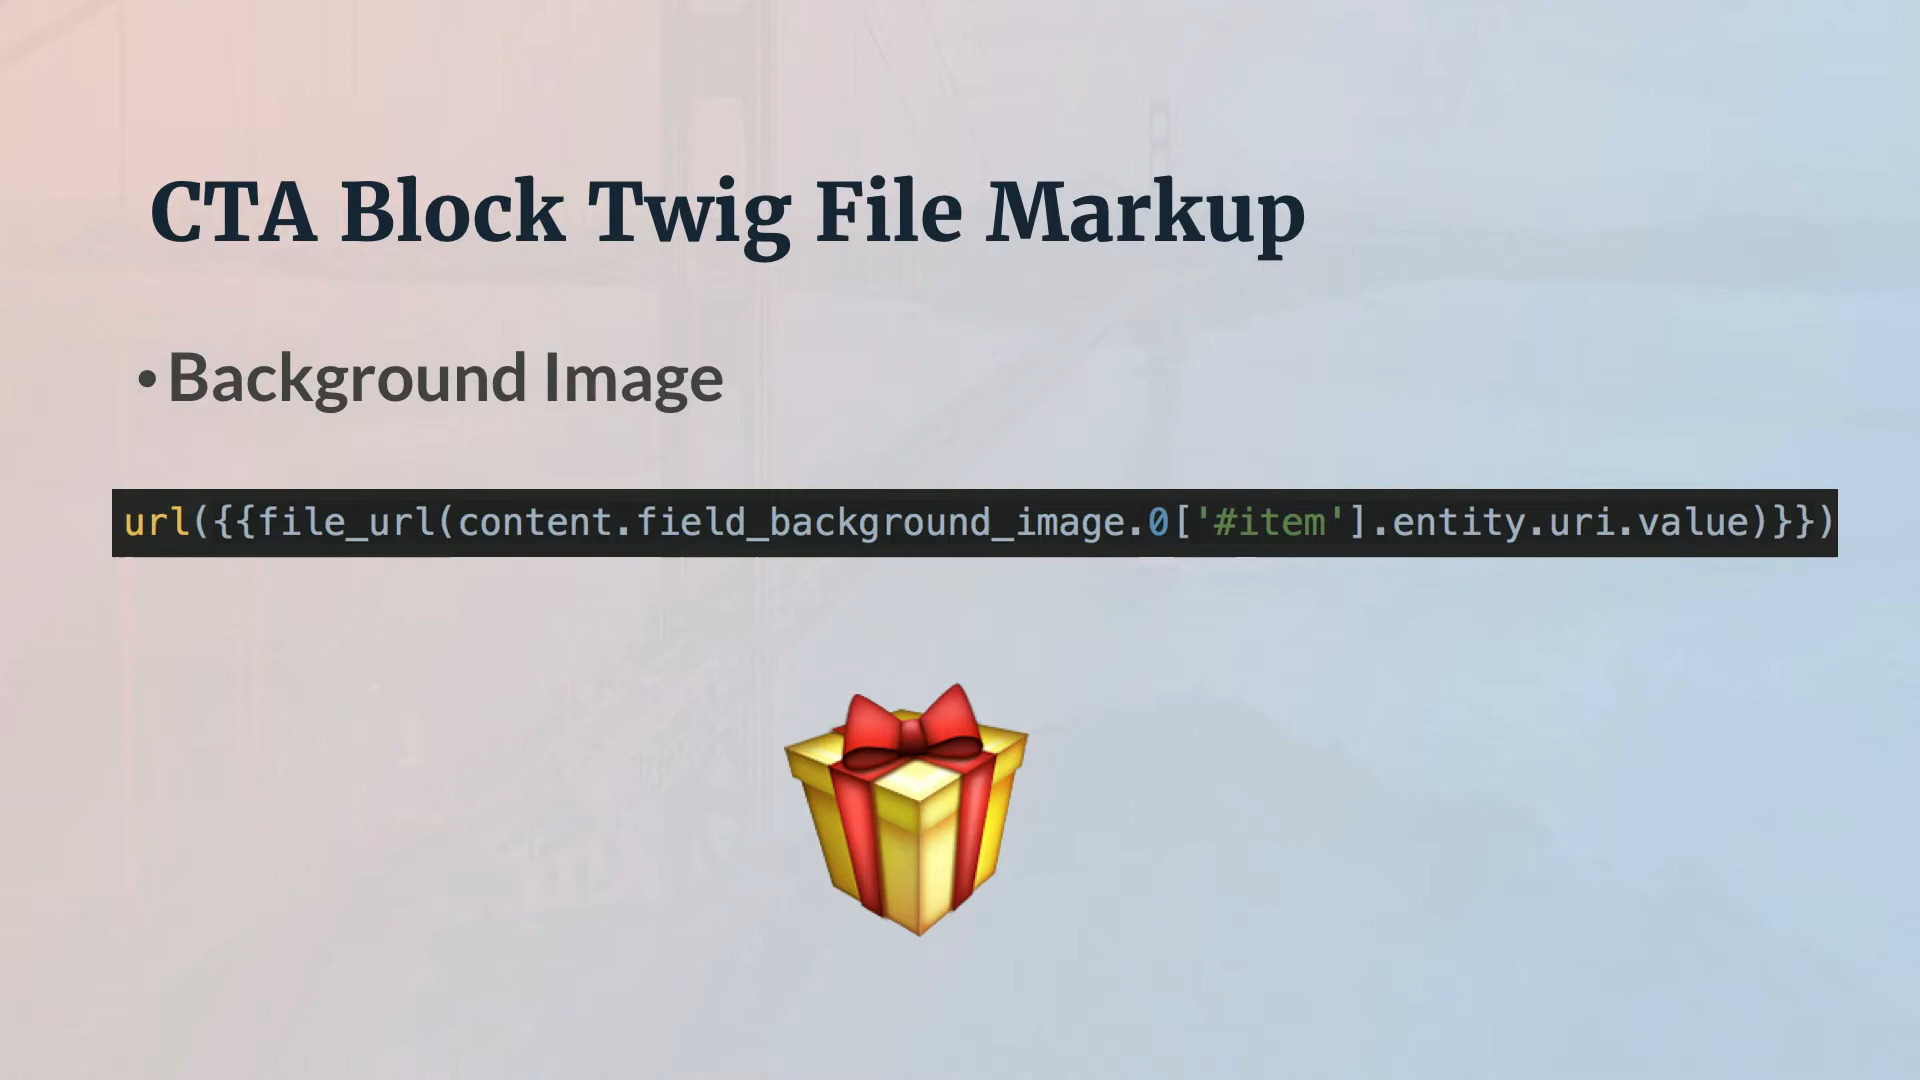 CTA Block Twig File Markup
• Background Image
url({{file_url(content.field_background_image.0['#item'].entity.uri.value)}})